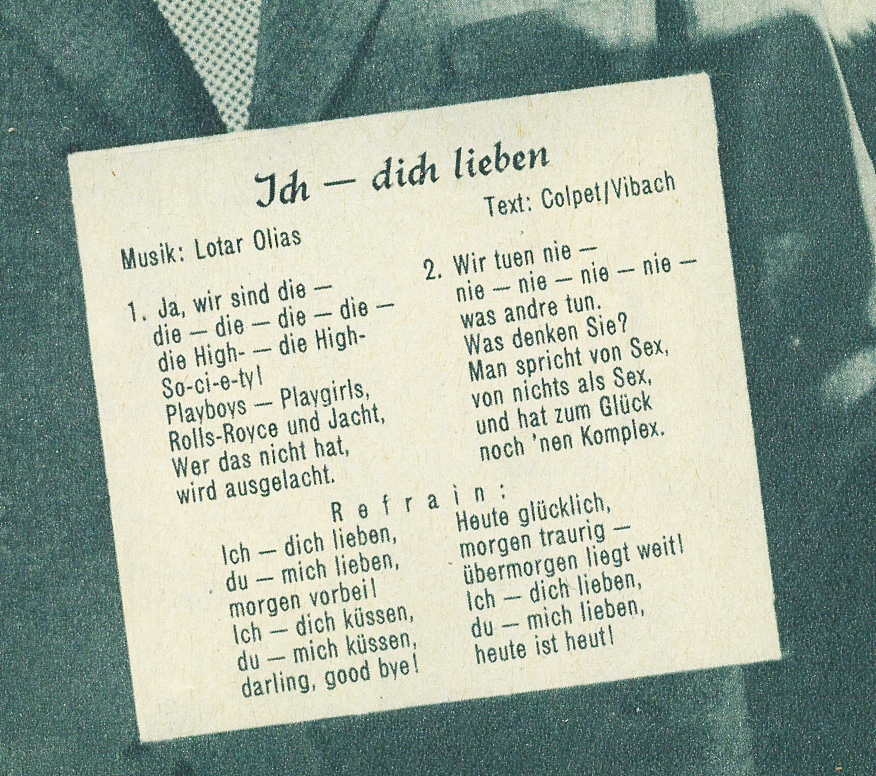 Ich — dich lieben
Text: Colpet/Vibach
Musik: Lotar Olias
1. Ja, wir sind die —
die — die — die — die —
die High- — die High-
So-ci-e-ty!
Playboys — Playgirls,
Rolls-Royce und Jacht,
Wer das nicht hat,
wird ausgelacht.
2. Wir tuen nie —
nie — nie — nie — nie —
was andre tun.
Was denken Sie?
Man spricht von Sex,
von nichts als Sex,
und hat zum Glück
noch 'nen Komplex.
Refrain:
Ich — dich lieben,
du — mich lieben,
morgen vorbei!
Ich — dich küssen,
du — mich küssen,
darling, good bye!
Heute glücklich,
morgen traurig —
übermorgen liegt weit!
Ich — dich lieben,
du — mich lieben,
heute ist heut!